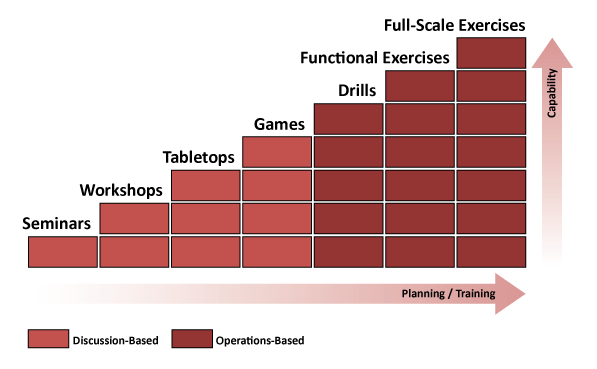 Full-Scale Exercises
Functional Exercises
Drills
Games
Tabletops
Workshops
Seminars
Capability
Planning / Training
Discussion-Based
Operations-Based